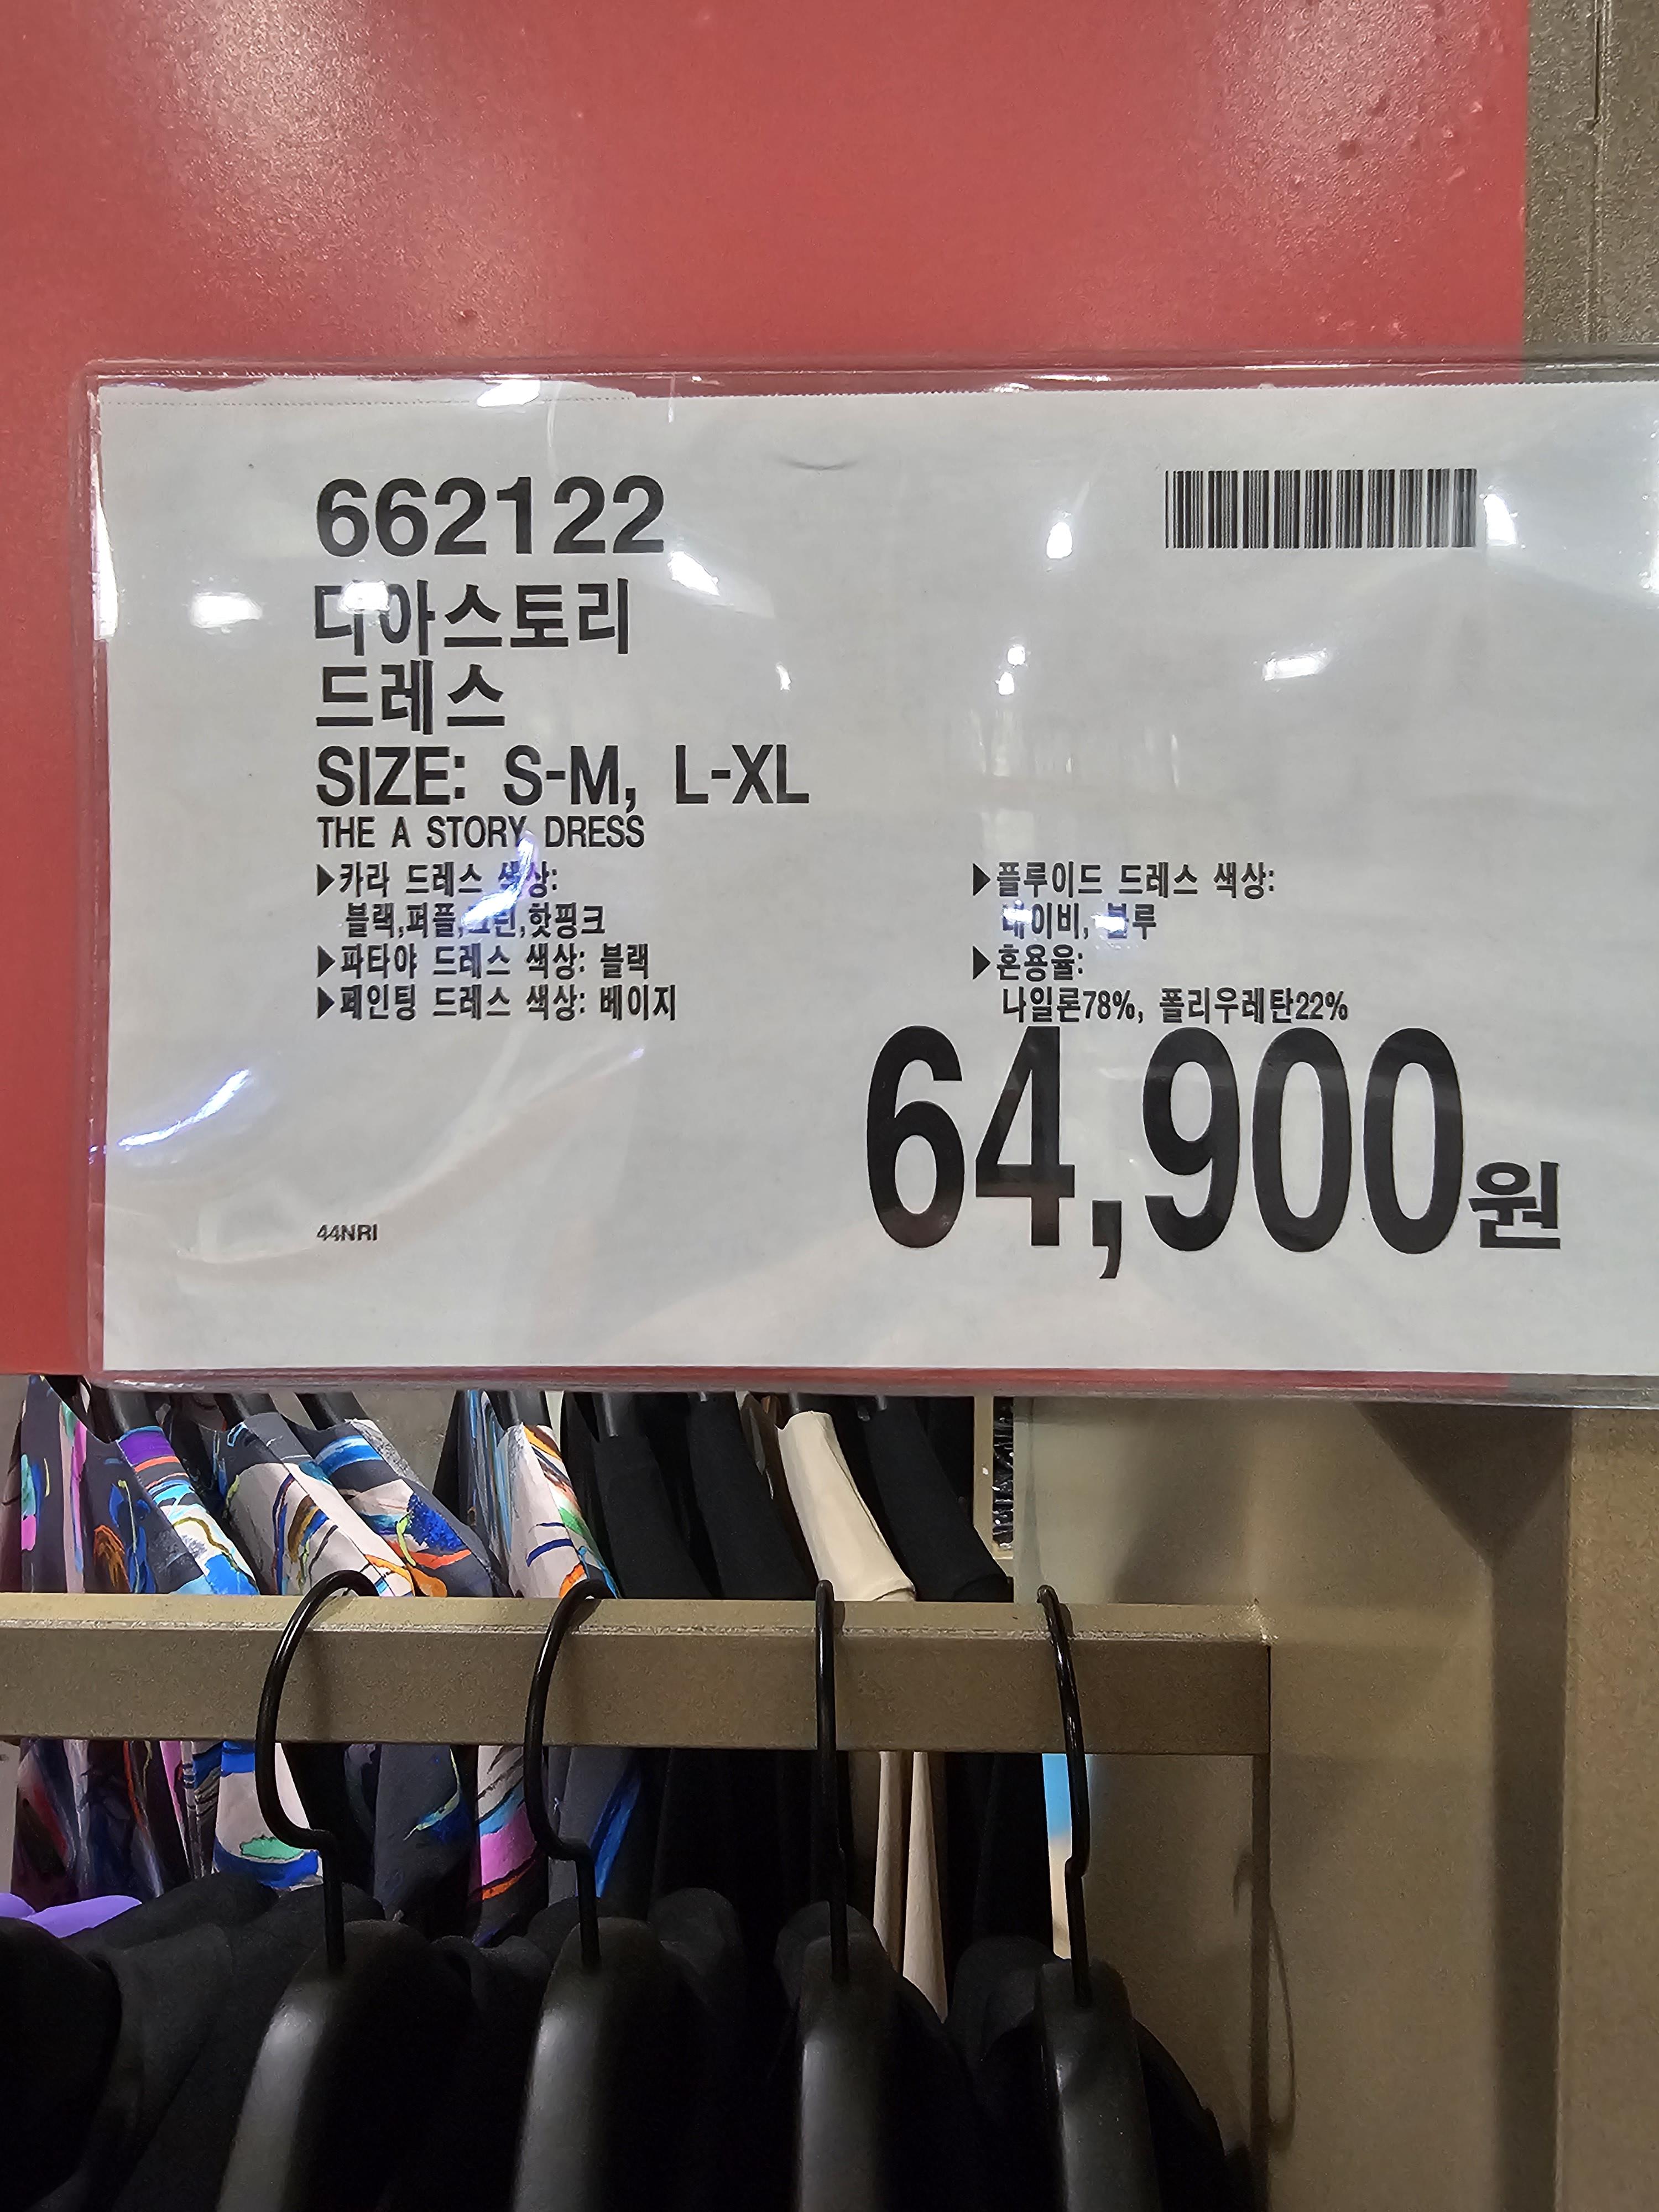 662122
디아스토리
드레스
SIZE: S-M, L-XL
THE A STORY DRESS
▶카라 드레스 색상:
블랙,퍼플,그린,핫핑크
▶파타야 드레스 색상: 블랙
▶페인팅 드레스 색상: 베이지
▶플루이드 드레스 색상:
네이비, 블루
▶혼용율:
나일론78%, 폴리우레탄22%
64,900원
44NRI